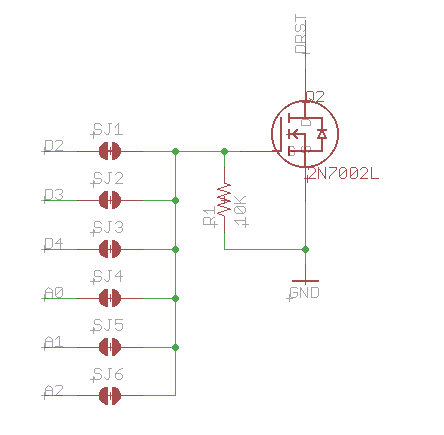 DRST
Q2
D
G S
2N7002L
SJ1
D2
SJ2
D3
R1
10K
SJ3
D4
SJ4
A0
GND
SJ5
A1
SJ6
A2